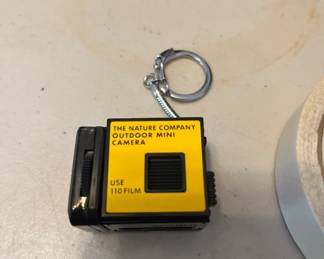 THE NATURE COMPANY
OUTDOOR MINI
CAMERA
USE
110 FILM